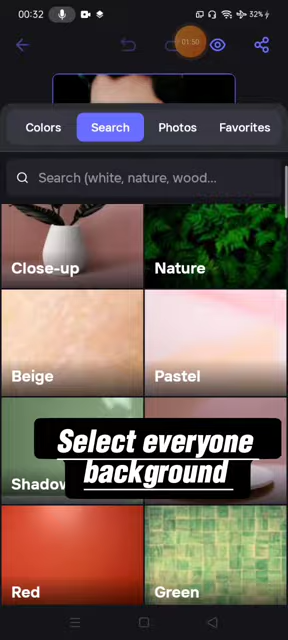 00:32
32%
01:50
Colors Search Photos Favorites
Search (white, nature, wood...
Close-up Nature
Beige Pastel
Select everyone
background
Shadow
Red Green